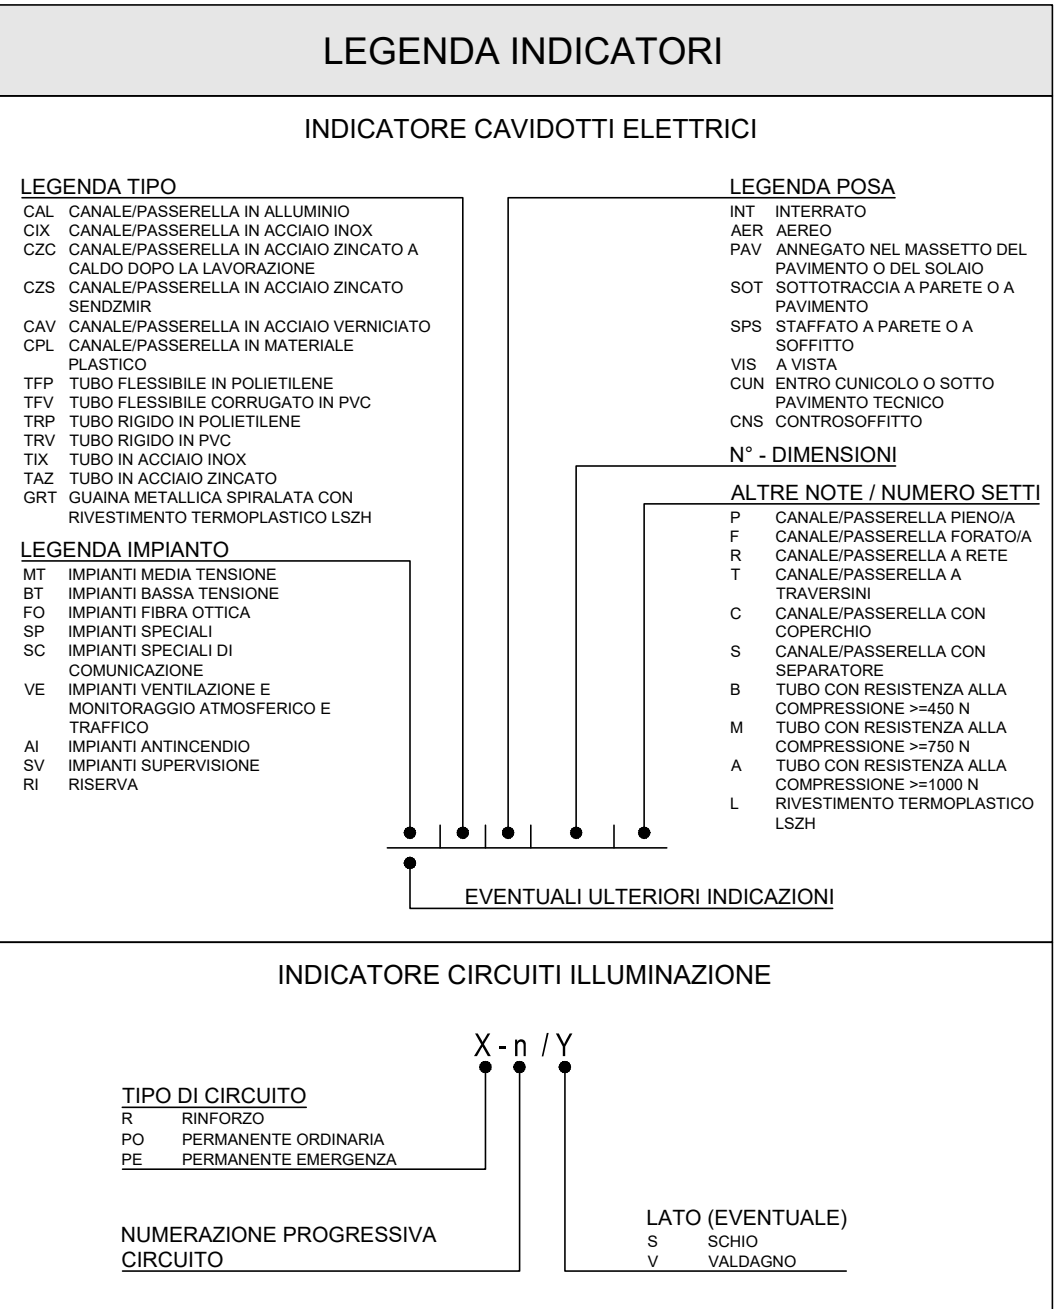 LEGENDA INDICATORI
INDICATORE CAVIDOTTI ELETTRICI
LEGENDA TIPO
CAL CANALE/PASSERELLA IN ALLUMINIO
CIX CANALE/PASSERELLA IN ACCIAIO INOX
CZC CANALE/PASSERELLA IN ACCIAIO ZINCATO A
CALDO DOPO LA LAVORAZIONE
CZS CANALE/PASSERELLA IN ACCIAIO ZINCATO
SENDZMIR
CAV CANALE/PASSERELLA IN ACCIAIO VERNICIATO
CPL CANALE/PASSERELLA IN MATERIALE
PLASTICO
TFP TUBO FLESSIBILE IN POLIETILENE
TFV TUBO FLESSIBILE CORRUGATO IN PVC
TRP TUBO RIGIDO IN POLIETILENE
TRV TUBO RIGIDO IN PVC
TIX TUBO IN ACCIAIO INOX
TAZ TUBO IN ACCIAIO ZINCATO
GRT GUAINA METALLICA SPIRALATA CON
RIVESTIMENTO TERMOPLASTICO LSZH
LEGENDA IMPIANTO
MT IMPIANTI MEDIA TENSIONE
BT IMPIANTI BASSA TENSIONE
FO IMPIANTI FIBRA OTTICA
SP IMPIANTI SPECIALI
SC IMPIANTI SPECIALI DI
COMUNICAZIONE
VE IMPIANTI VENTILAZIONE E
MONITORAGGIO ATMOSFERICO E
TRAFFICO
AI IMPIANTI ANTINCENDIO
SV IMPIANTI SUPERVISIONE
RI RISERVA
LEGENDA POSA
INT INTERRATO
AER AEREO
PAV ANNEGATO NEL MASSETTO DEL
PAVIMENTO O DEL SOLAIO
SOT SOTTOTRACCIA A PARETE O A
PAVIMENTO
SPS STAFFATO A PARETE O A
SOFFITTO
VIS A VISTA
CUN ENTRO CUNICOLO O SOTTO
PAVIMENTO TECNICO
CNS CONTROSOFFITTO
N° - DIMENSIONI
ALTRE NOTE / NUMERO SETTI
P CANALE/PASSERELLA PIENO/A
F CANALE/PASSERELLA FORATO/A
R CANALE/PASSERELLA A RETE
T CANALE/PASSERELLA A
TRAVERSINI
C CANALE/PASSERELLA CON
COPERCHIO
S CANALE/PASSERELLA CON
SEPARATORE
B TUBO CON RESISTENZA ALLA
COMPRESSIONE >=450 N
M TUBO CON RESISTENZA ALLA
COMPRESSIONE >=750 N
A TUBO CON RESISTENZA ALLA
COMPRESSIONE >=1000 N
L RIVESTIMENTO TERMOPLASTICO
LSZH
EVENTUALI ULTERIORI INDICAZIONI
INDICATORE CIRCUITI ILLUMINAZIONE
X - n / Y
TIPO DI CIRCUITO
R RINFORZO
PO PERMANENTE ORDINARIA
PE PERMANENTE EMERGENZA
NUMERAZIONE PROGRESSIVA
CIRCUITO
LATO (EVENTUALE)
S SCHIO
V VALDAGNO